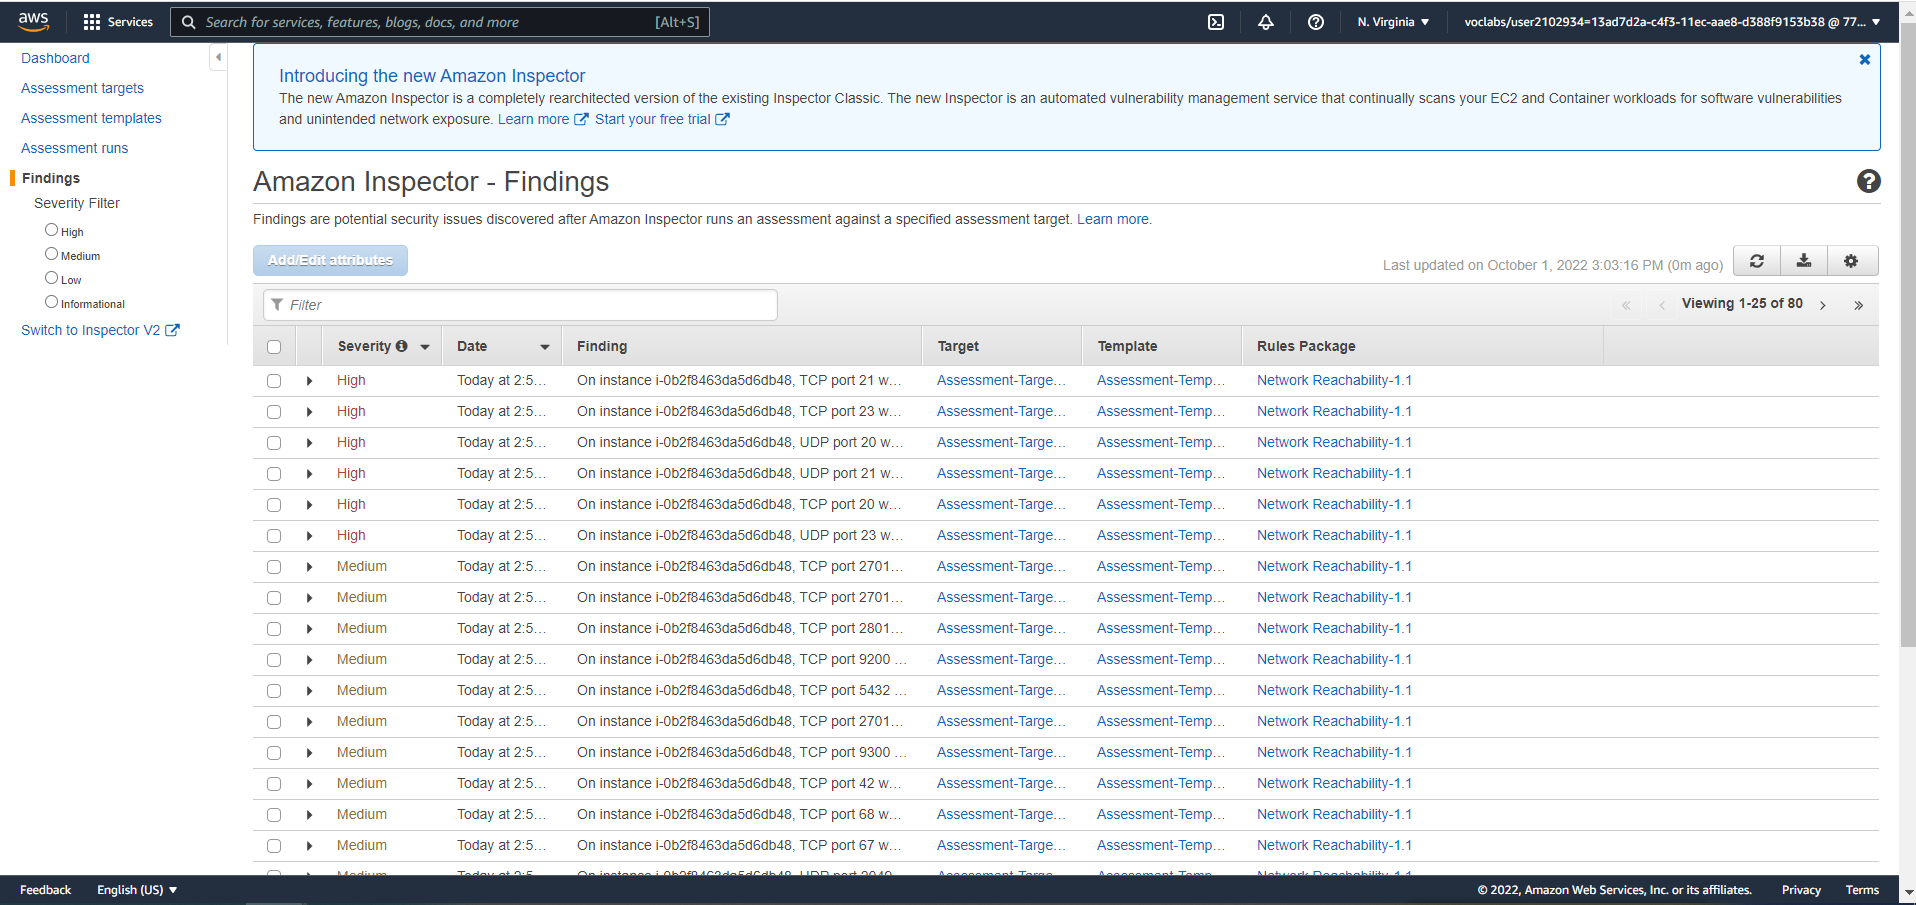 aws Services Search for services, features, blogs, docs, and more [Alt+S] N. Virginia voclabs/user2102934=13ad7d2a-c4f3-11ec-aae8-d388f9153b38 @ 77...
Dashboard
Assessment targets
Assessment templates
Assessment runs
Findings
Severity Filter
High
Medium
Low
Informational
Switch to Inspector V2
Introducing the new Amazon Inspector
The new Amazon Inspector is a completely rearchitected version of the existing Inspector Classic. The new Inspector is an automated vulnerability management service that continually scans your EC2 and Container workloads for software vulnerabilities
and unintended network exposure. Learn more Start your free trial
Amazon Inspector - Findings
Findings are potential security issues discovered after Amazon Inspector runs an assessment against a specified assessment target. Learn more.
Add/Edit attributes Last updated on October 1, 2022 3:03:16 PM (0m ago)
Filter « ‹ Viewing 1-25 of 80 › »
Severity Date Finding Target Template Rules Package
High Today at 2:5... On instance i-0b2f8463da5d6db48, TCP port 21 w... Assessment-Targe... Assessment-Temp... Network Reachability-1.1
High Today at 2:5... On instance i-0b2f8463da5d6db48, TCP port 23 w... Assessment-Targe... Assessment-Temp... Network Reachability-1.1
High Today at 2:5... On instance i-0b2f8463da5d6db48, UDP port 20 w... Assessment-Targe... Assessment-Temp... Network Reachability-1.1
High Today at 2:5... On instance i-0b2f8463da5d6db48, UDP port 21 w... Assessment-Targe... Assessment-Temp... Network Reachability-1.1
High Today at 2:5... On instance i-0b2f8463da5d6db48, TCP port 20 w... Assessment-Targe... Assessment-Temp... Network Reachability-1.1
High Today at 2:5... On instance i-0b2f8463da5d6db48, UDP port 23 w... Assessment-Targe... Assessment-Temp... Network Reachability-1.1
Medium Today at 2:5... On instance i-0b2f8463da5d6db48, TCP port 2701... Assessment-Targe... Assessment-Temp... Network Reachability-1.1
Medium Today at 2:5... On instance i-0b2f8463da5d6db48, TCP port 2701... Assessment-Targe... Assessment-Temp... Network Reachability-1.1
Medium Today at 2:5... On instance i-0b2f8463da5d6db48, TCP port 2801... Assessment-Targe... Assessment-Temp... Network Reachability-1.1
Medium Today at 2:5... On instance i-0b2f8463da5d6db48, TCP port 9200 ... Assessment-Targe... Assessment-Temp... Network Reachability-1.1
Medium Today at 2:5... On instance i-0b2f8463da5d6db48, TCP port 5432 ... Assessment-Targe... Assessment-Temp... Network Reachability-1.1
Medium Today at 2:5... On instance i-0b2f8463da5d6db48, TCP port 2701... Assessment-Targe... Assessment-Temp... Network Reachability-1.1
Medium Today at 2:5... On instance i-0b2f8463da5d6db48, TCP port 9300 ... Assessment-Targe... Assessment-Temp... Network Reachability-1.1
Medium Today at 2:5... On instance i-0b2f8463da5d6db48, TCP port 42 w... Assessment-Targe... Assessment-Temp... Network Reachability-1.1
Medium Today at 2:5... On instance i-0b2f8463da5d6db48, TCP port 68 w... Assessment-Targe... Assessment-Temp... Network Reachability-1.1
Medium Today at 2:5... On instance i-0b2f8463da5d6db48, TCP port 67 w... Assessment-Targe... Assessment-Temp... Network Reachability-1.1
Feedback English (US) © 2022, Amazon Web Services, Inc. or its affiliates. Privacy Terms